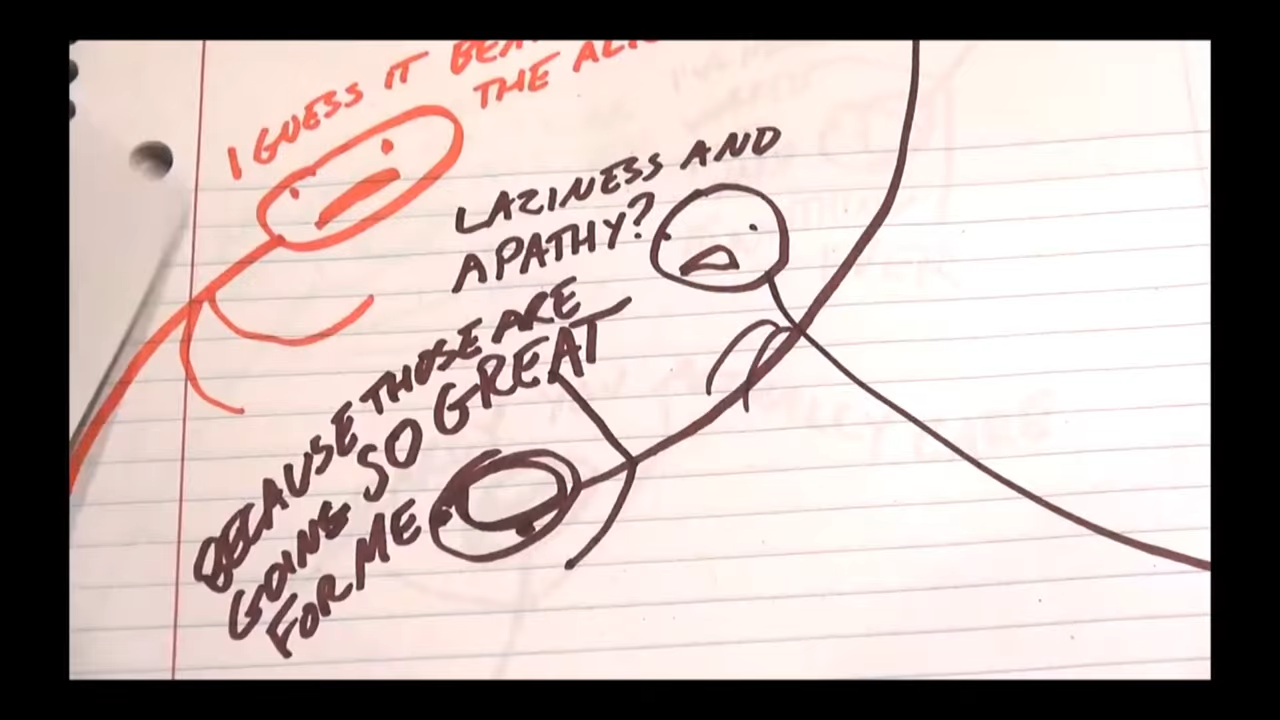 I GUESS IT
THE
LAZINESS AND
APATHY?
BECAUSE THOSE ARE
GOING SO GREAT
FOR ME